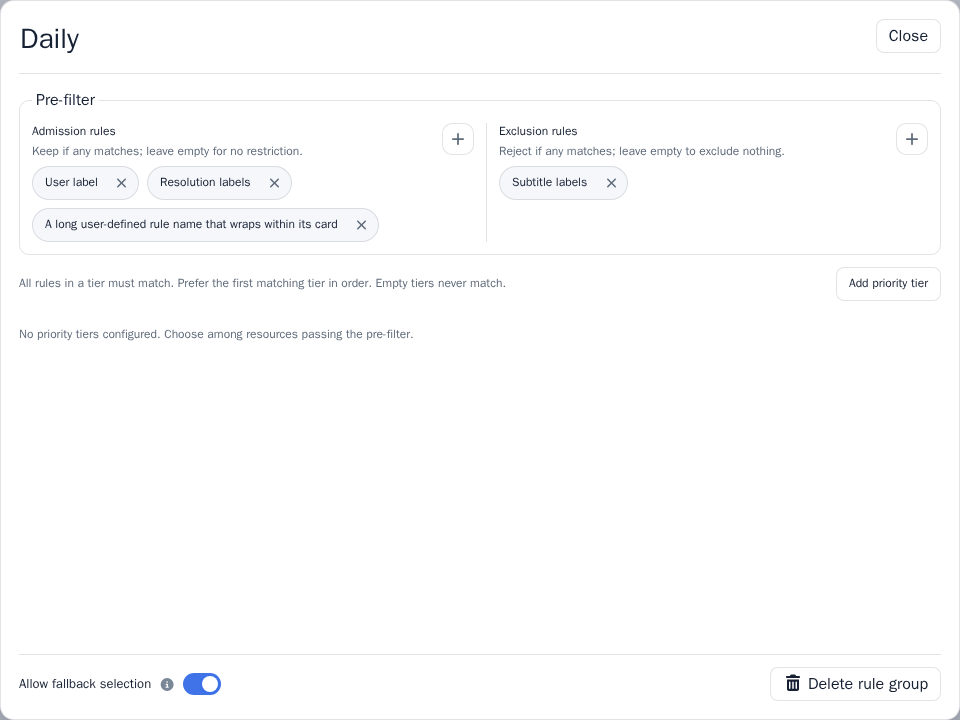 Daily
Close
Pre-filter
Admission rules
Keep if any matches; leave empty for no restriction.
User label
Resolution labels
A long user-defined rule name that wraps within its card
Exclusion rules
Reject if any matches; leave empty to exclude nothing.
Subtitle labels
All rules in a tier must match. Prefer the first matching tier in order. Empty tiers never match.
Add priority tier
No priority tiers configured. Choose among resources passing the pre-filter.
Allow fallback selection
Delete rule group